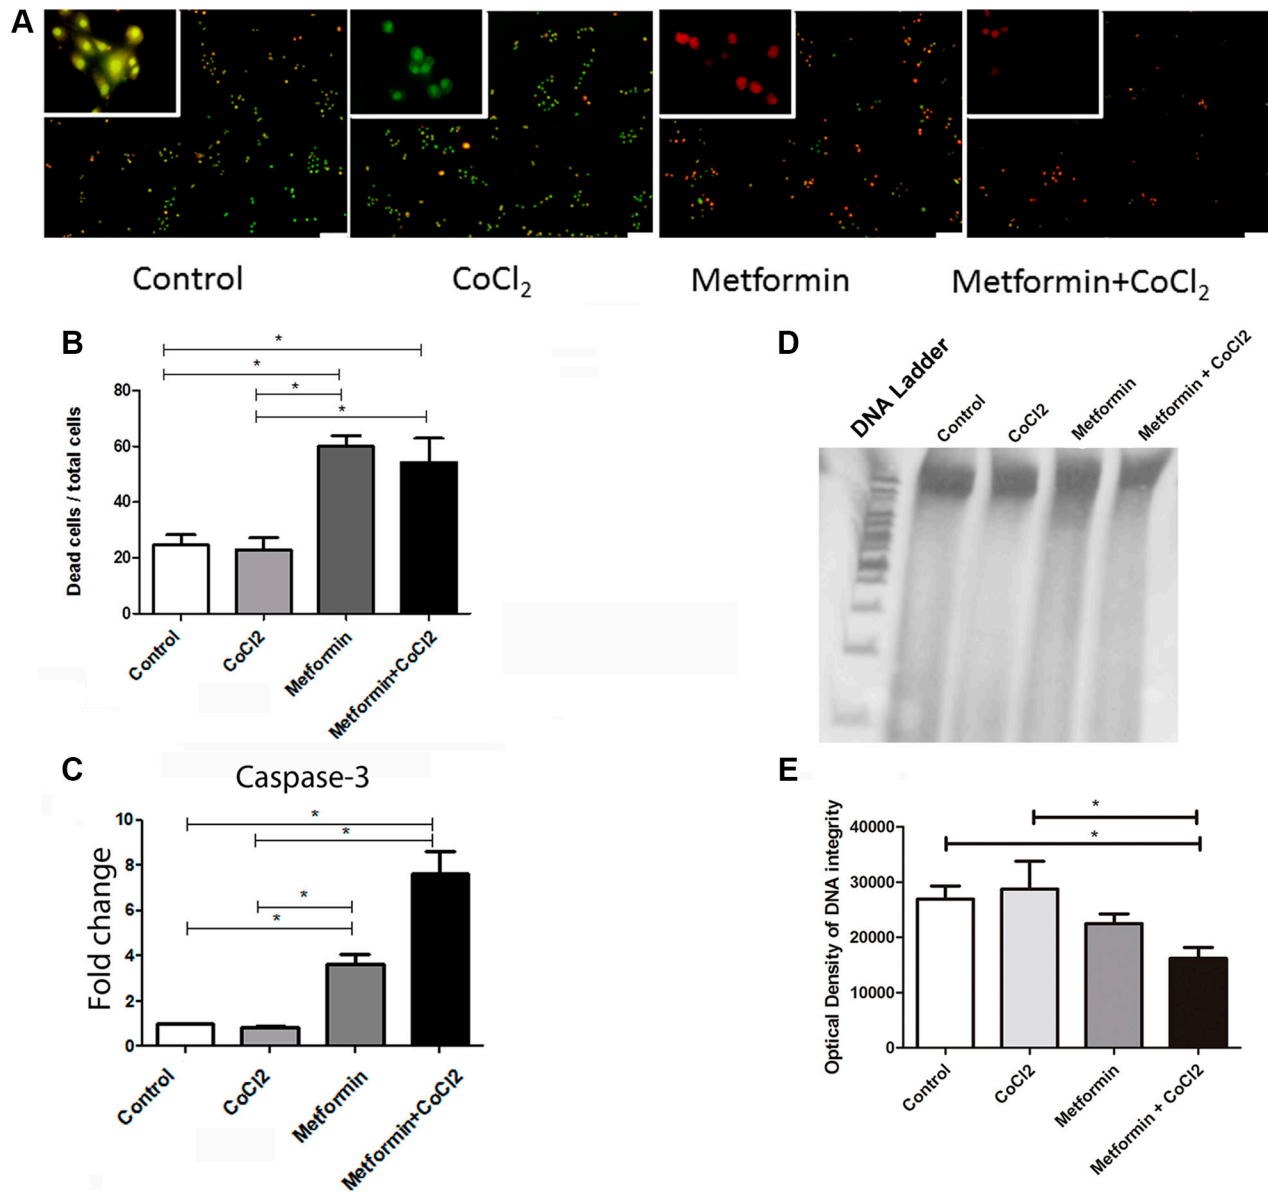 A
Control
CoCl2
Metformin
Metformin+CoCl2
B
*
*
*
*
80
60
40
20
0
Dead cells / total cells
Control
CoCl2
Metformin
Metformin+CoCl2
C
Caspase-3
*
*
*
*
10
8
6
4
2
0
Fold change
Control
CoCl2
Metformin
Metformin+CoCl2
D
DNA Ladder
Control
CoCl2
Metformin
Metformin + CoCl2
E
*
*
40000
30000
20000
10000
0
Optical Density of DNA integrity
Control
CoCl2
Metformin
Metformin + CoCl2